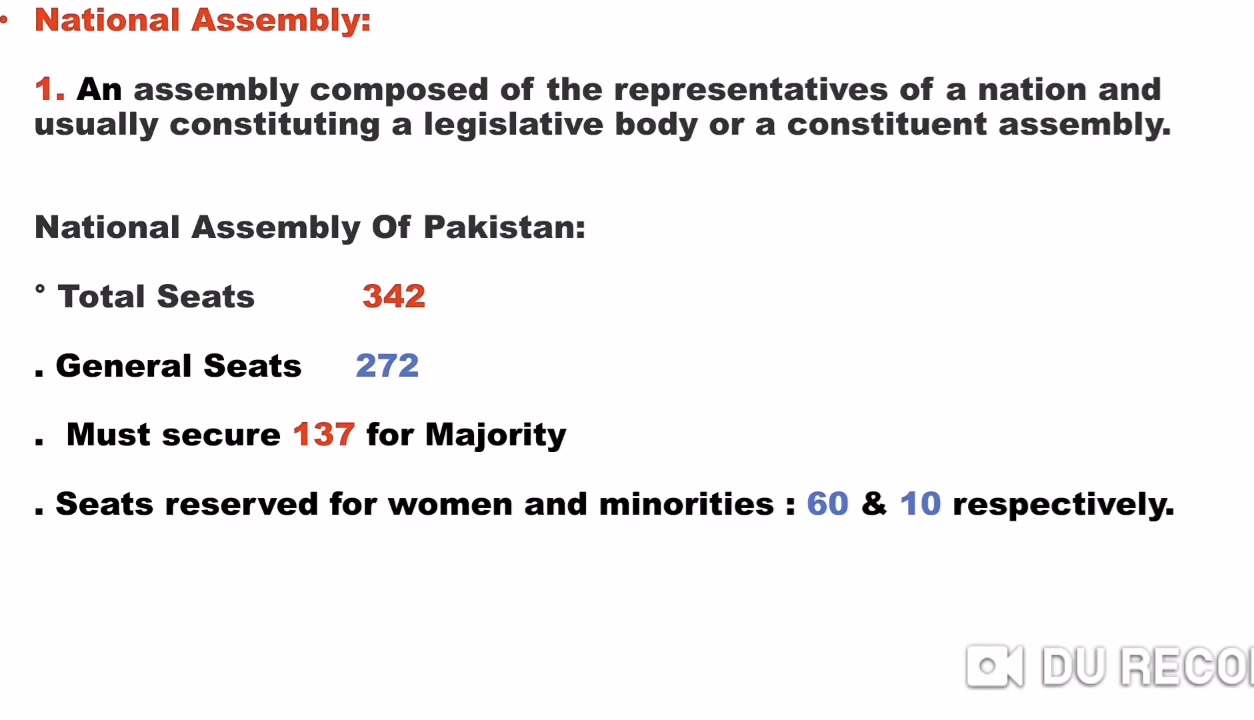 • National Assembly:
1. An assembly composed of the representatives of a nation and
usually constituting a legislative body or a constituent assembly.
National Assembly Of Pakistan:
° Total Seats 342
. General Seats 272
. Must secure 137 for Majority
. Seats reserved for women and minorities : 60 & 10 respectively.
DU RECO